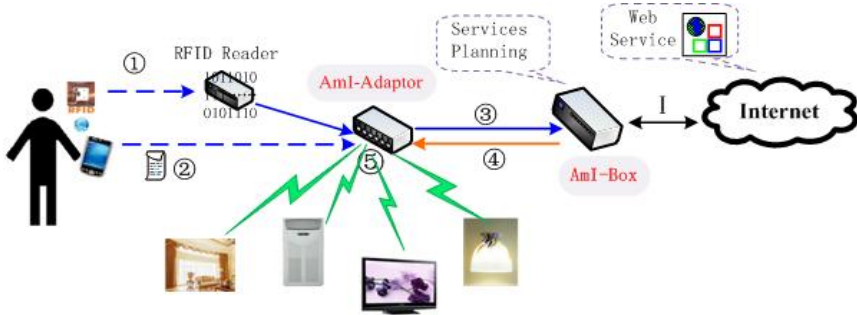 Services
Planning
Web
Service
①
RFID Reader
1011010
0101110
AmI-Adaptor
RFID
③
I
Internet
②
⑤
④
AmI-Box